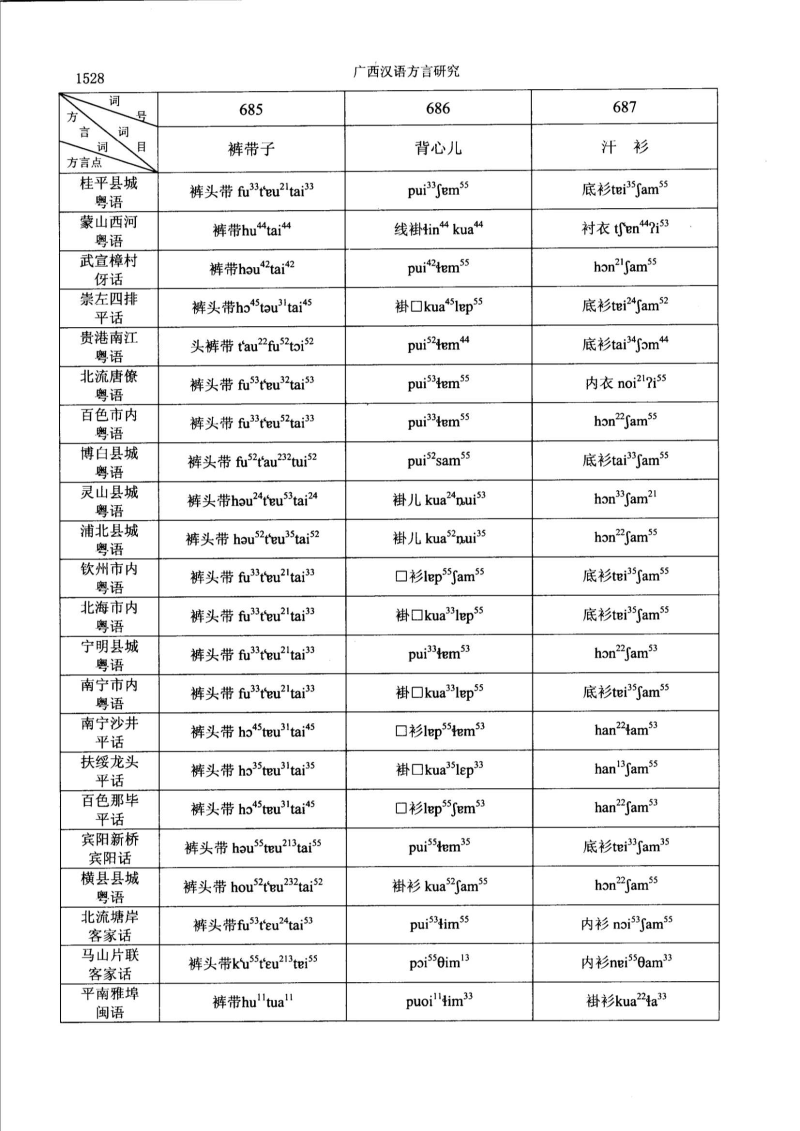 1528
广西汉语方言研究
词 号 685 686 687
方 言 词 词 目 方言点 裤带子 背心儿 汗 衫
桂平县城 粤语 裤头带 fu³³tʻɐu²¹tai³³ pui³³ʃɐm⁵⁵ 底衫tɐi³⁵ʃam⁵⁵
蒙山西河 粤语 裤带hu⁴⁴tai⁴⁴ 线褂ɬin⁴⁴ kua⁴⁴ 衬衣 tʃʻɐn⁴⁴ʔi⁵³
武宣樟村 伢话 裤带həu⁴²tai⁴² pui⁴²ɬɐm⁵⁵ hɔn²¹ʃam⁵⁵
崇左四排 平话 裤头带hɔ⁴⁵təu³¹tai⁴⁵ 褂□kua⁴⁵lɐp⁵⁵ 底衫tɐi²⁴ʃam⁵²
贵港南江 粤语 头裤带 tʻau²²fu⁵²tɔi⁵² pui⁵²ɬɐm⁴⁴ 底衫tai³⁴ʃɔm⁴⁴
北流唐僚 粤语 裤头带 fu⁵³tʻɐu³²tai⁵³ pui⁵³ɬɐm⁵⁵ 内衣 noi²¹ʔi⁵⁵
百色市内 粤语 裤头带 fu³³tʻɐu⁵²tai³³ pui³³ɬɐm⁵⁵ hɔn²²ʃam⁵⁵
博白县城 粤语 裤头带 fu⁵²tʻau²³²tui⁵² pui⁵²sam⁵⁵ 底衫tai³³ʃam⁵⁵
灵山县城 粤语 裤头带həu²⁴tʻɐu⁵³tai²⁴ 褂儿 kua²⁴ȵui⁵³ hɔn³³ʃam²¹
浦北县城 粤语 裤头带 həu⁵²tʻɐu³⁵tai⁵² 褂儿 kua⁵²ȵui³⁵ hɔn²²ʃam⁵⁵
钦州市内 粤语 裤头带 fu³³tʻɐu²¹tai³³ □衫lɐp⁵⁵ʃam⁵⁵ 底衫tɐi³⁵ʃam⁵⁵
北海市内 粤语 裤头带 fu³³tʻɐu²¹tai³³ 褂□kua³³lɐp⁵⁵ 底衫tɐi³⁵ʃam⁵⁵
宁明县城 粤语 裤头带 fu³³tʻɐu²¹tai³³ pui³³ɬɐm⁵³ hɔn²²ʃam⁵³
南宁市内 粤语 裤头带 fu³³tʻɐu²¹tai³³ 褂□kua³³lɐp⁵⁵ 底衫tɐi³⁵ʃam⁵⁵
南宁沙井 平话 裤头带 hɔ⁴⁵tɐu³¹tai⁴⁵ □衫lɐp⁵⁵ɬɐm⁵³ han²²ɬam⁵³
扶绥龙头 平话 裤头带 hɔ³⁵tɐu³¹tai³⁵ 褂□kua³⁵lɛp³³ han¹³ʃam⁵⁵
百色那毕 平话 裤头带 hɔ⁴⁵tɐu³¹tai⁴⁵ □衫lɐp⁵⁵ʃɐm⁵³ han²²ʃam⁵³
宾阳新桥 宾阳话 裤头带 həu⁵⁵tɐu²¹³tai⁵⁵ pui⁵⁵ɬɐm³⁵ 底衫tɐi³³ʃam³⁵
横县县城 粤语 裤头带 hou⁵²tʻɐu²³²tai⁵² 褂衫 kua⁵²ʃam⁵⁵ hɔn²²ʃam⁵⁵
北流塘岸 客家话 裤头带fu⁵³tʻɛu²⁴tai⁵³ pui⁵³ɬim⁵⁵ 内衫 nɔi⁵³ʃam⁵⁵
马山片联 客家话 裤头带kʻu⁵⁵tʻɛu²¹³tɐi⁵⁵ pɔi⁵⁵θim¹³ 内衫nɐi⁵⁵θam³³
平南雅埠 闽语 裤带hu¹¹tua¹¹ puoi¹¹ɬim³³ 褂衫kua²²ɬa³³